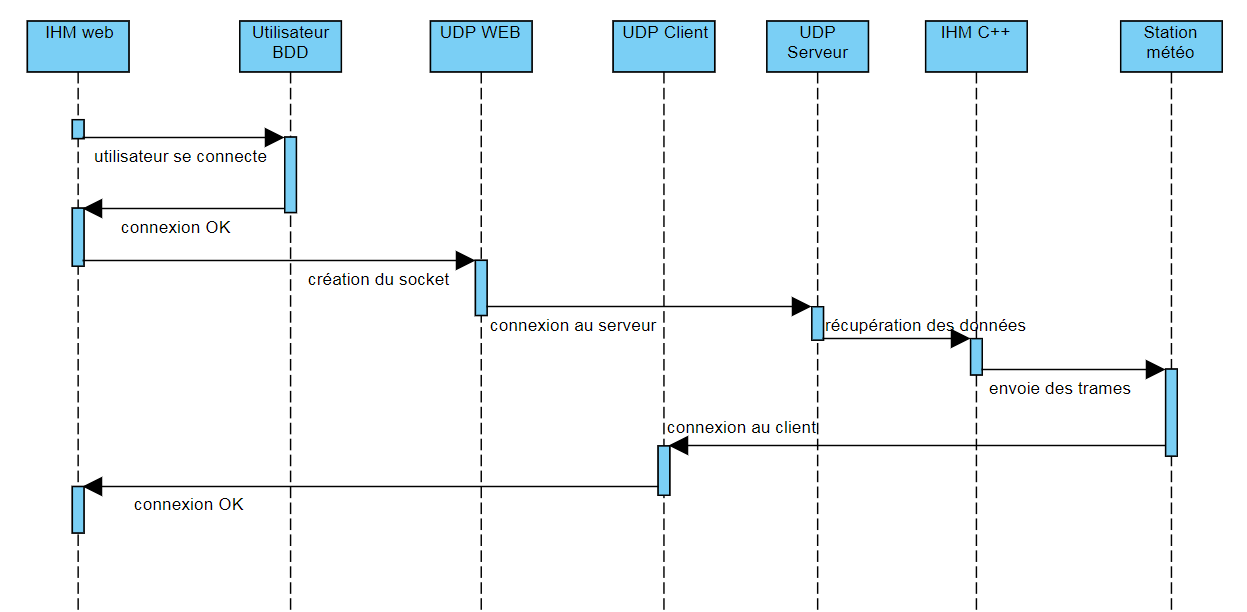 IHM web
Utilisateur
BDD
UDP WEB
UDP Client
UDP
Serveur
IHM C++
Station
météo
utilisateur se connecte
connexion OK
création du socket
connexion au serveur
récupération des données
envoie des trames
connexion au client
connexion OK